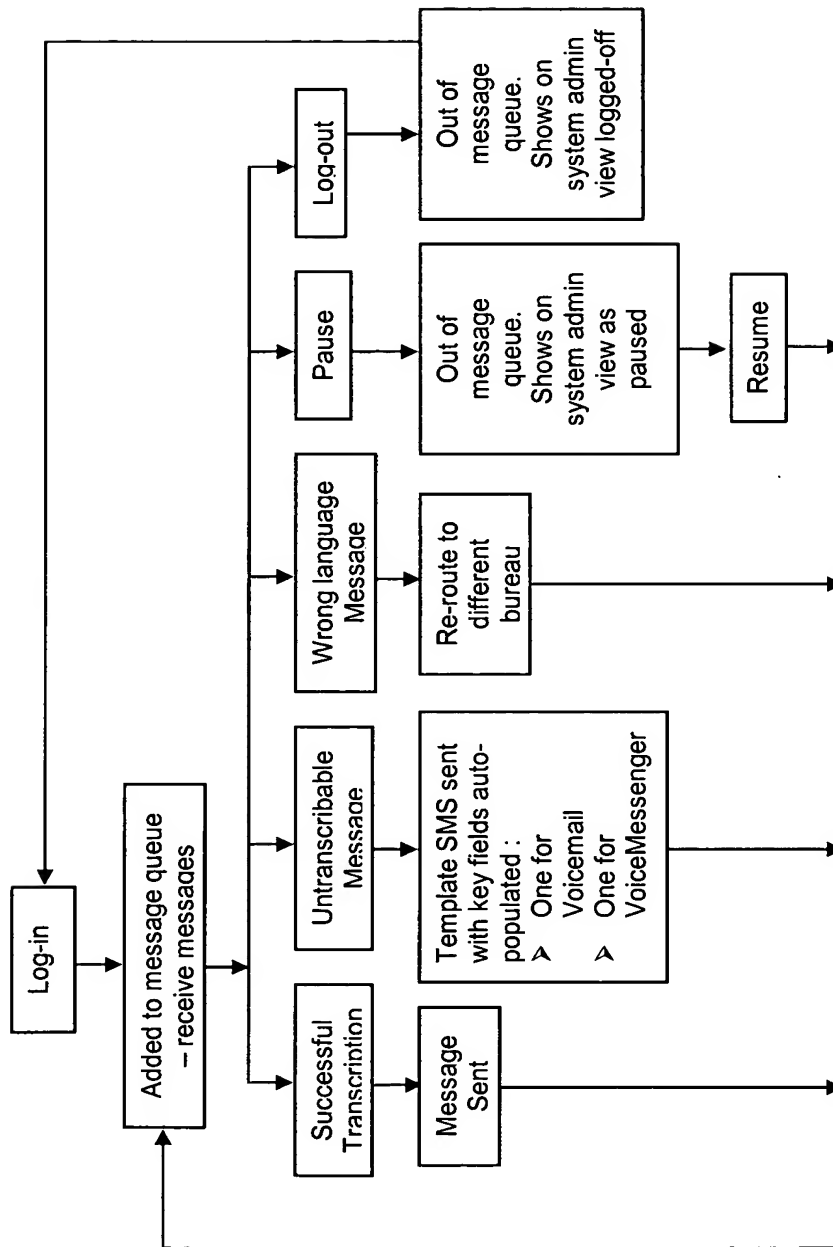 Log-in
Added to message queue
– receive messages
Successful
Transcription
Untranscribable
Message
Wrong language
Message
Pause
Log-out
Message
Sent
Template SMS sent
with key fields auto-
populated :
➢ One for
Voicemail
➢ One for
VoiceMessenger
Re-route to
different
bureau
Out of
message
queue.
Shows on
system admin
view as
paused
Out of
message
queue.
Shows on
system admin
view logged-off
Resume